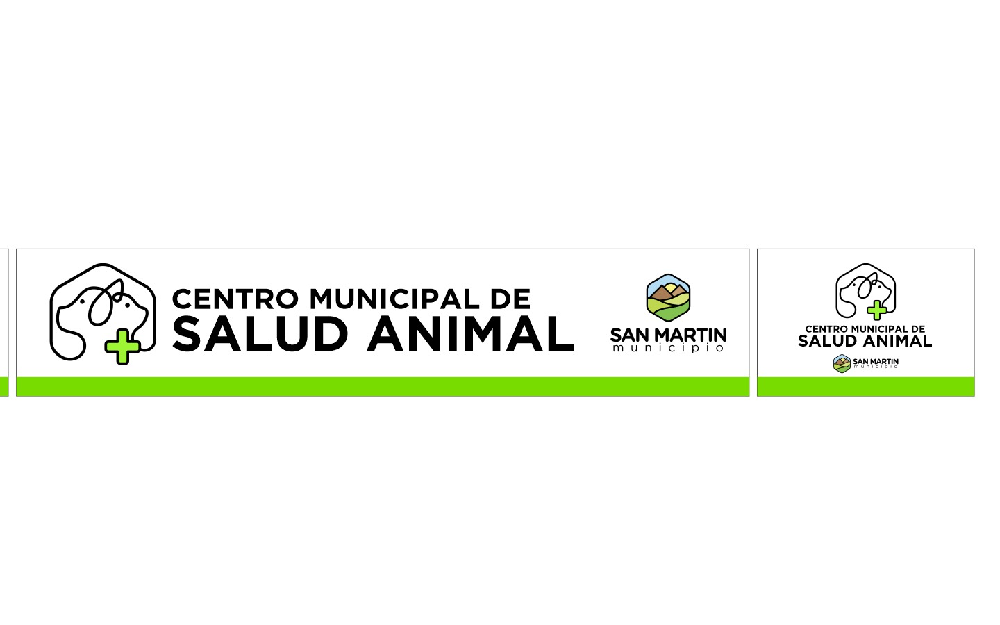 CENTRO MUNICIPAL DE
SALUD ANIMAL
SAN MARTIN
municipio
CENTRO MUNICIPAL DE
SALUD ANIMAL
SAN MARTIN
municipio